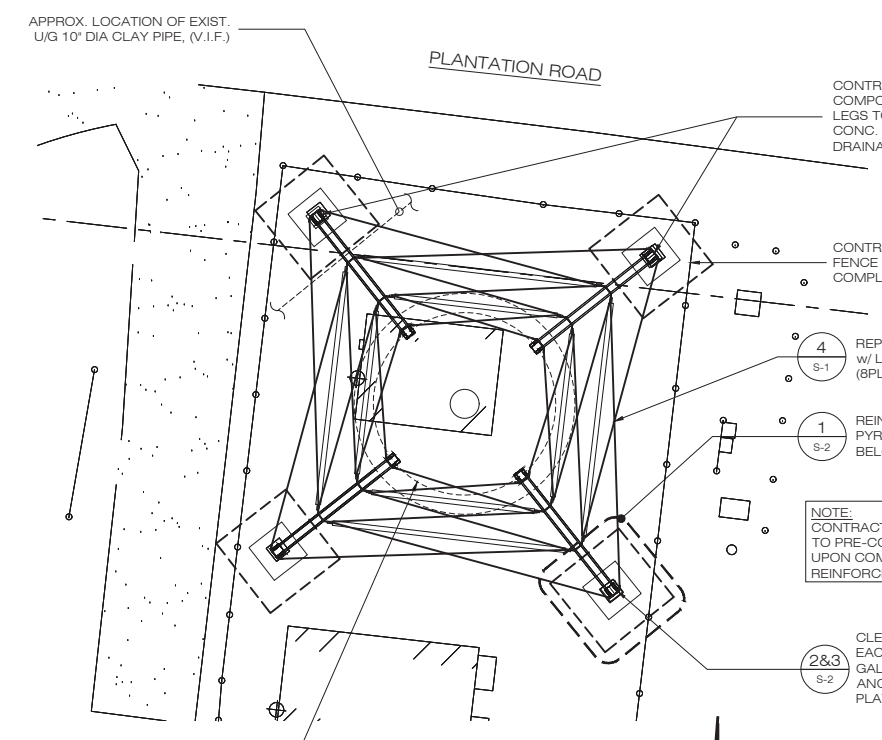 APPROX. LOCATION OF EXIST.
U/G 10" DIA CLAY PIPE, (V.I.F.)
PLANTATION ROAD
CONTR
COMPO
LEGS TO
CONC.
DRAINA
CONTR
FENCE
COMPL
4
S-1
REP
w/ L
(8PL
1
S-2
REIN
PYR
BEL
NOTE:
CONTRACT
TO PRE-CO
UPON COM
REINFORC
2&3
S-2
CLE
EAC
GAL
ANC
PLA